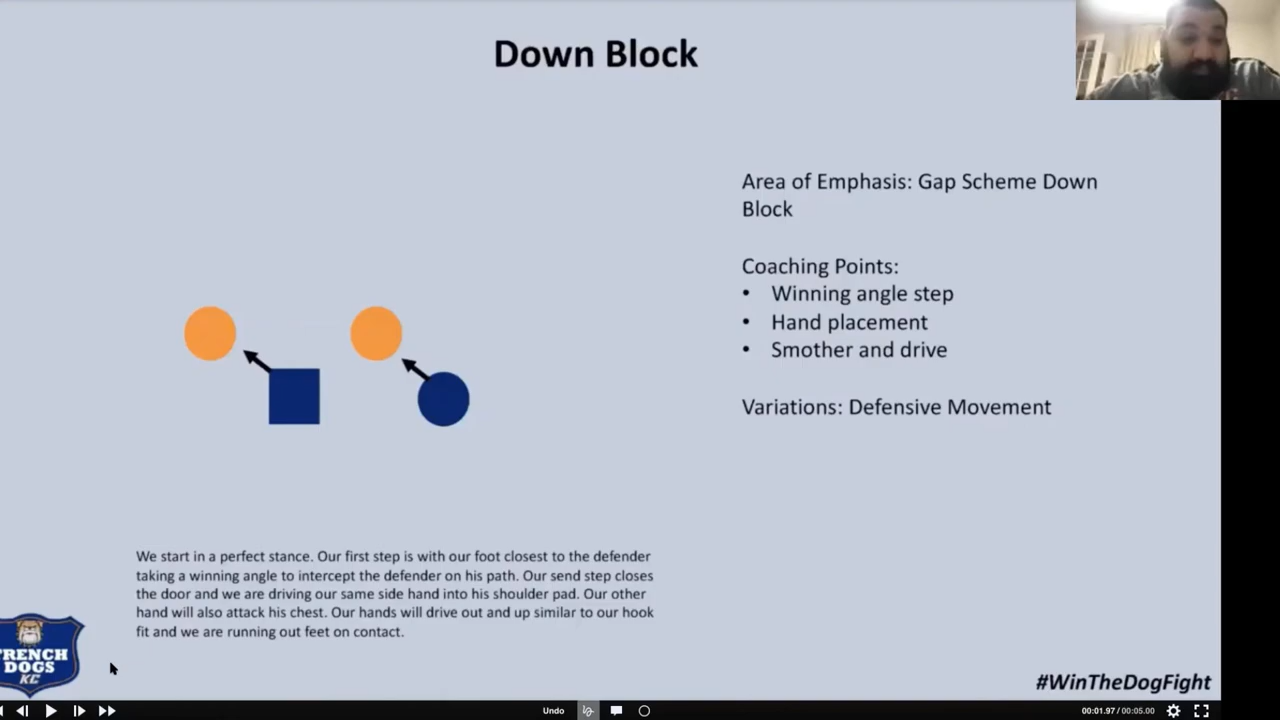 Down Block
Area of Emphasis: Gap Scheme Down
Block
Coaching Points:
• Winning angle step
• Hand placement
• Smother and drive
Variations: Defensive Movement
We start in a perfect stance. Our first step is with our foot closest to the defender
taking a winning angle to intercept the defender on his path. Our send step closes
the door and we are driving our same side hand into his shoulder pad. Our other
hand will also attack his chest. Our hands will drive out and up similar to our hook
fit and we are running out feet on contact.
TRENCH
DOGS
KC
#WinTheDogFight
Undo
00:01.97 / 00:05.00